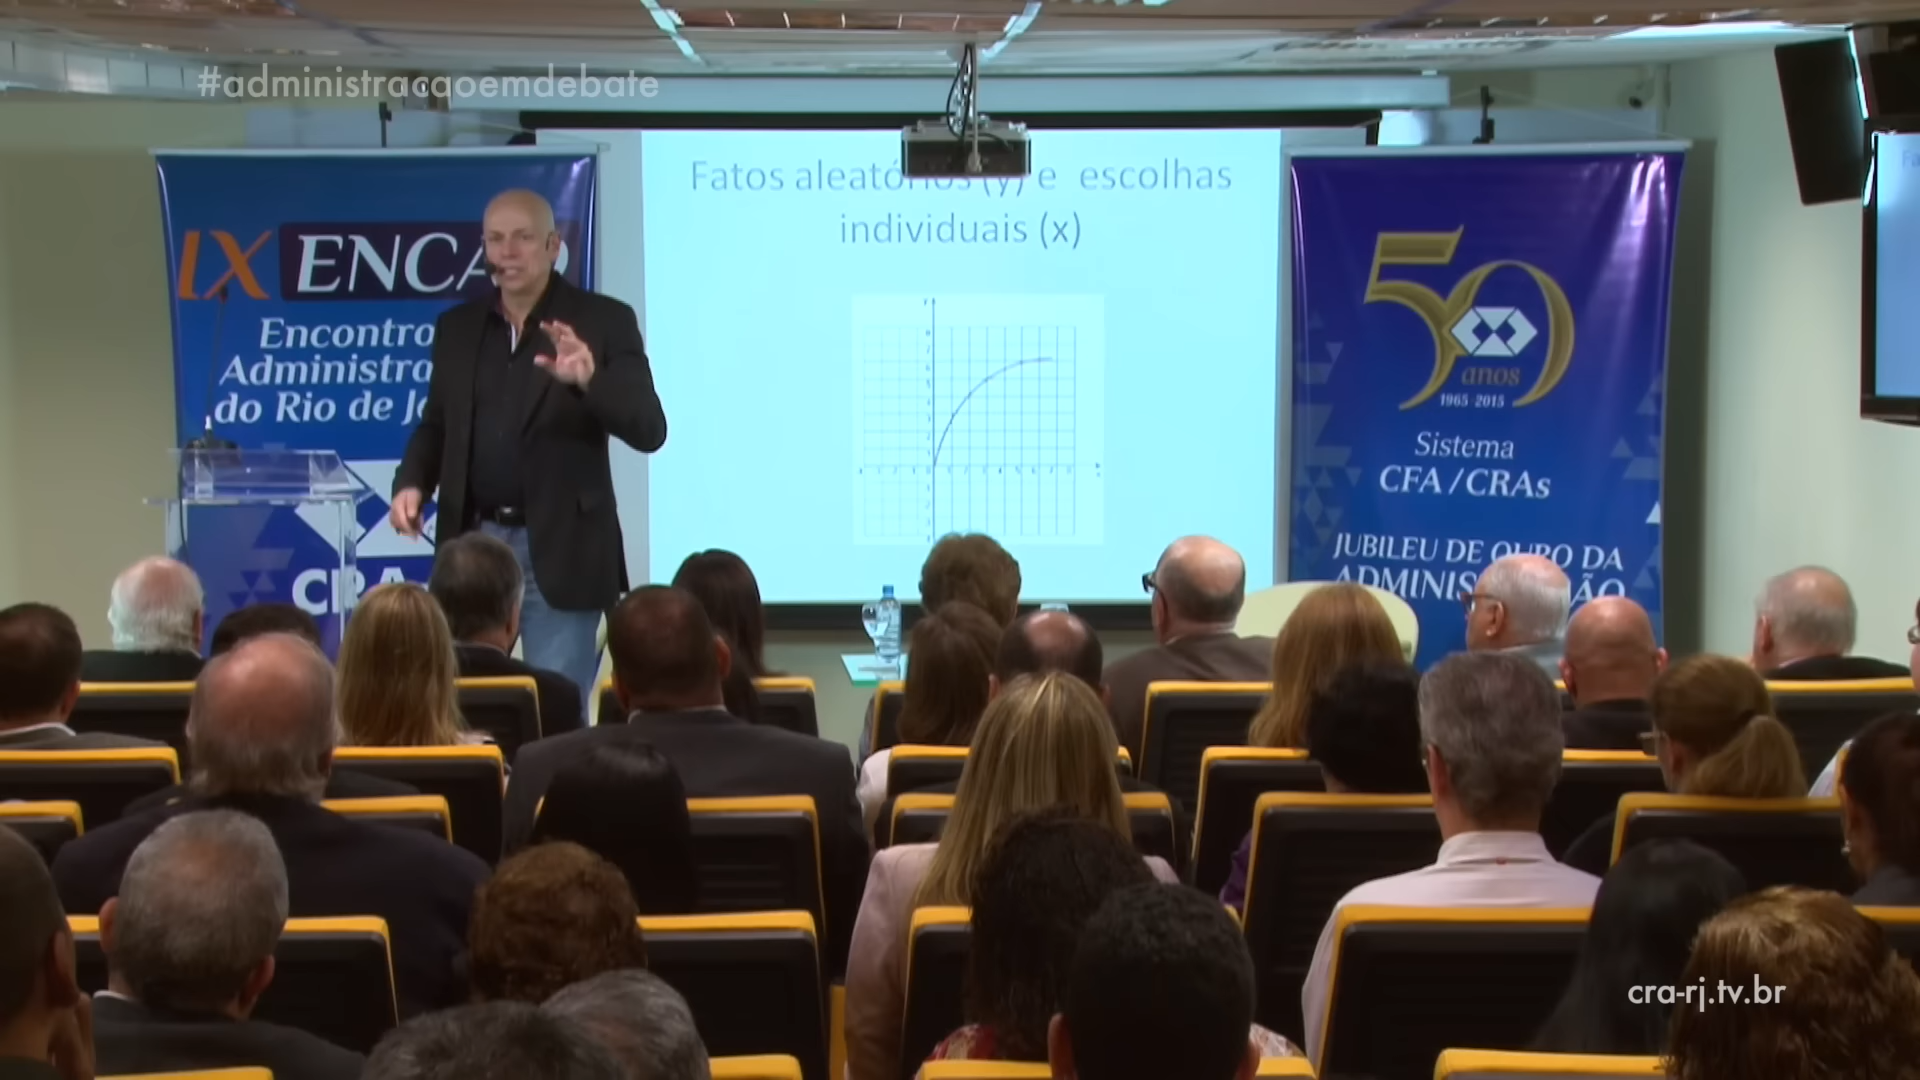 #administracaoemdebate
Fatos aleatórios (y) e escolhas
individuais (x)
IX ENCA
Encontro
Administra
do Rio de J
50
anos
1965 2015
Sistema
CFA/CRAs
JUBILEU DE OURO DA
ADMINIS ÃO
CRA
cra-rj.tv.br